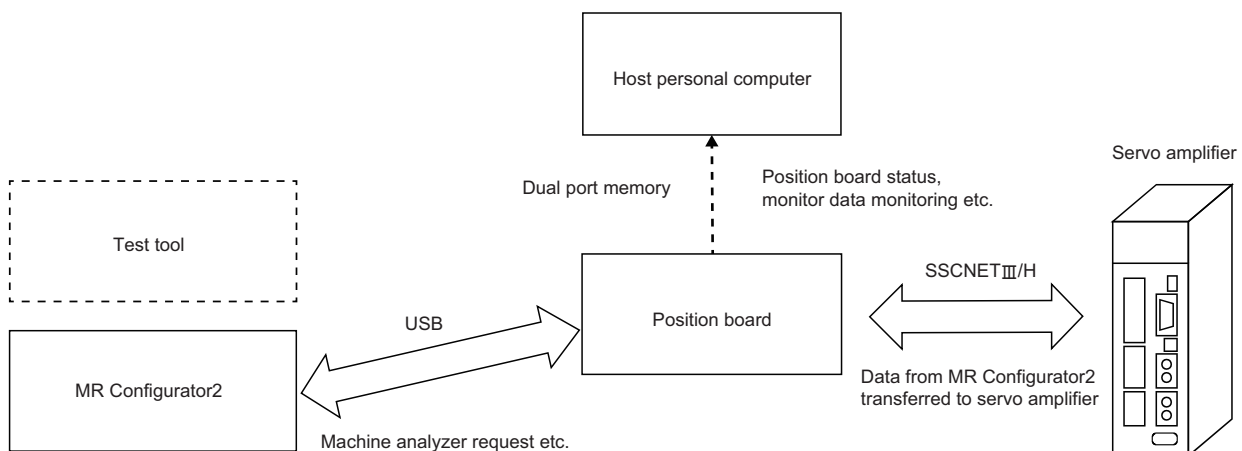 Host personal computer
Servo amplifier
Dual port memory
Position board status,
monitor data monitoring etc.
Test tool
SSCNETⅢ/H
USB
Position board
MR Configurator2
Data from MR Configurator2
transferred to servo amplifier
Machine analyzer request etc.